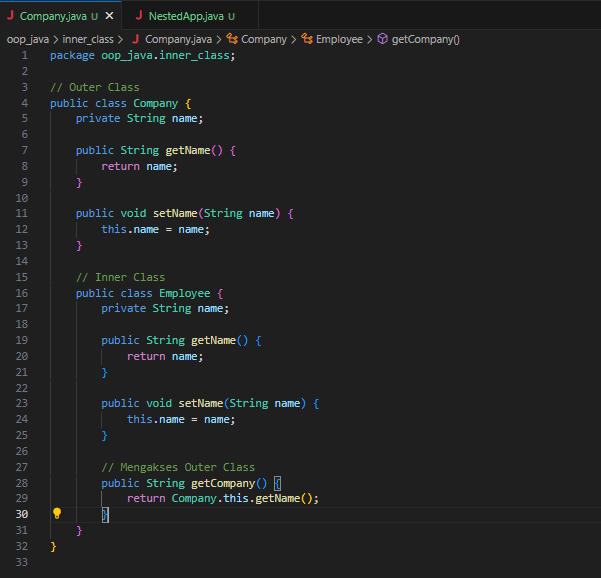 Company.java U × NestedApp.java U
oop_java > inner_class > Company.java > Company > Employee > getCompany()
1 package oop_java.inner_class;
2
3 // Outer Class
4 public class Company {
5     private String name;
6
7     public String getName() {
8         return name;
9     }
10
11     public void setName(String name) {
12         this.name = name;
13     }
14
15     // Inner Class
16     public class Employee {
17         private String name;
18
19         public String getName() {
20             return name;
21         }
22
23         public void setName(String name) {
24             this.name = name;
25         }
26
27         // Mengakses Outer Class
28         public String getCompany() {
29             return Company.this.getName();
30         }
31     }
32 }
33